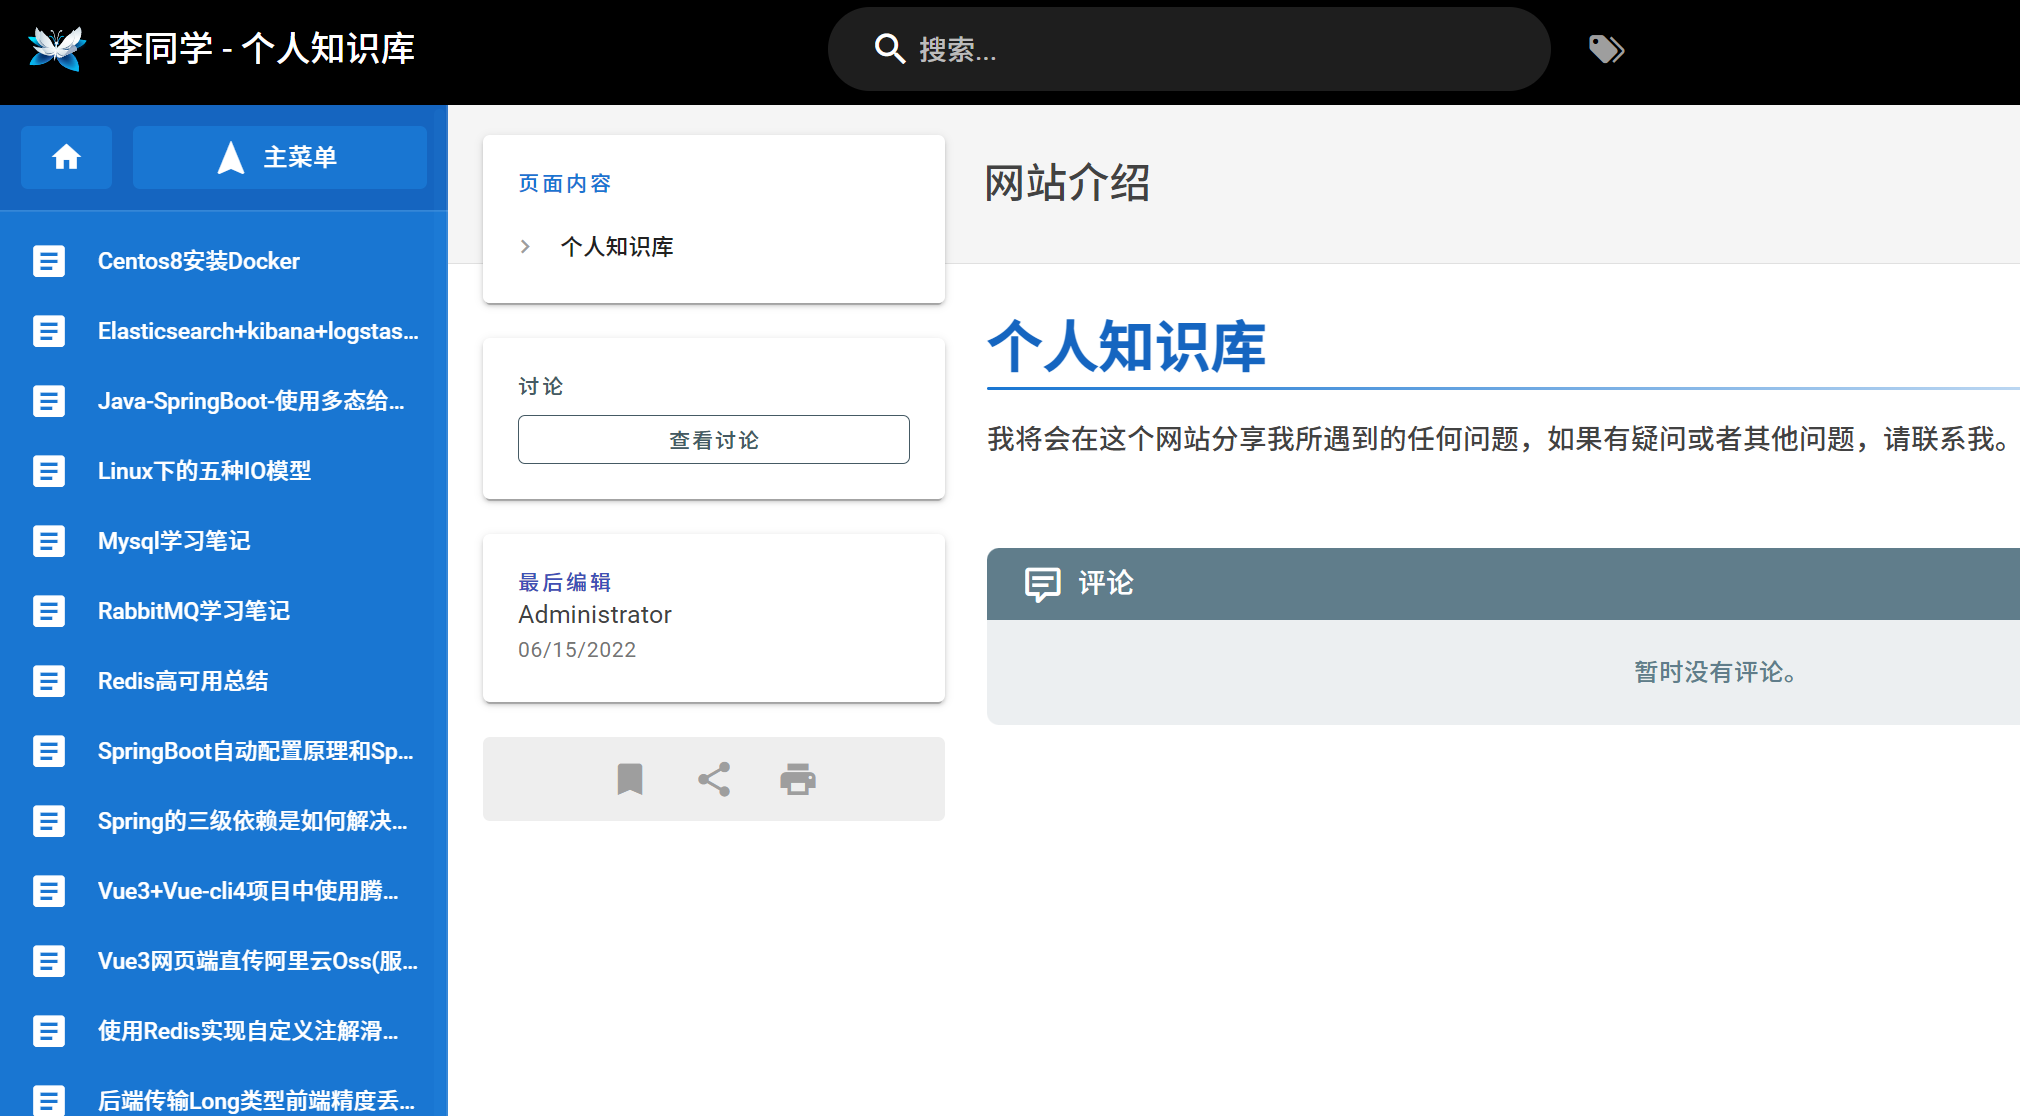 李同学 - 个人知识库
搜索...
主菜单
Centos8安装Docker
Elasticsearch+kibana+logstas...
Java-SpringBoot-使用多态给...
Linux下的五种IO模型
Mysql学习笔记
RabbitMQ学习笔记
Redis高可用总结
SpringBoot自动配置原理和Sp...
Spring的三级依赖是如何解决...
Vue3+Vue-cli4项目中使用腾...
Vue3网页端直传阿里云Oss(服...
使用Redis实现自定义注解滑...
后端传输Long类型前端精度丢...
页面内容
个人知识库
讨论
查看讨论
最后编辑
Administrator
06/15/2022
网站介绍
个人知识库
我将会在这个网站分享我所遇到的任何问题，如果有疑问或者其他问题，请联系我。
评论
暂时没有评论。